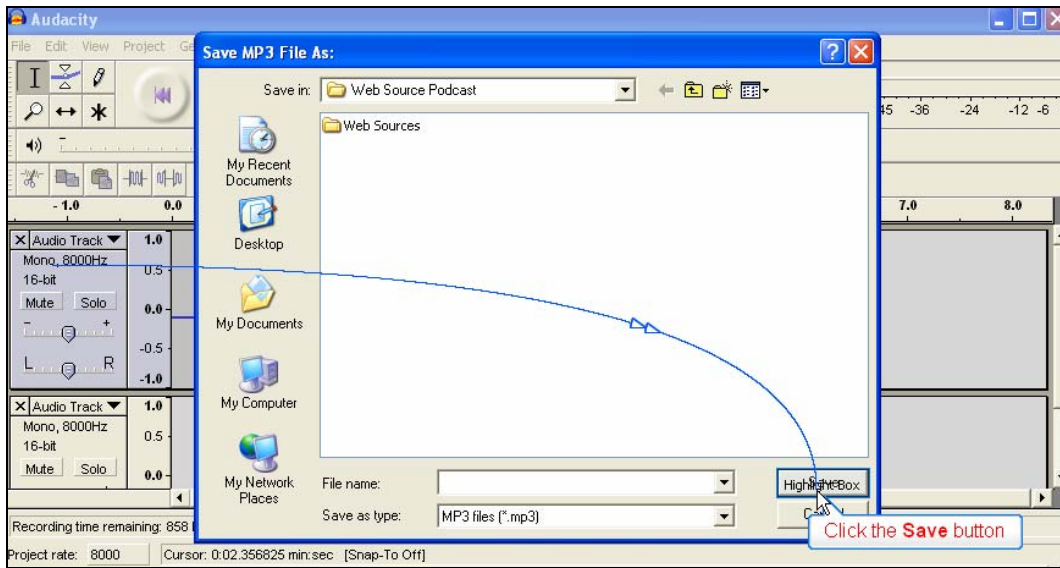 Audacity
File Edit View Project Ge
Save MP3 File As:
Save in: Web Source Podcast
Web Sources
My Recent
Documents
Desktop
My Documents
My Computer
My Network
Places
File name:
Save as type: MP3 files (*.mp3)
Highlight Box
Click the Save button
-36 -24 -12 -6
- 1.0 0.0 7.0 8.0
Audio Track
Mono, 8000Hz
16-bit
Mute Solo
- +
L R
1.0
0.5
0.0
-0.5
-1.0
Audio Track
Mono, 8000Hz
16-bit
Mute Solo
1.0
0.5
0.0
Recording time remaining: 858
Project rate: 8000 Cursor: 0:02.356825 min:sec [Snap-To Off]